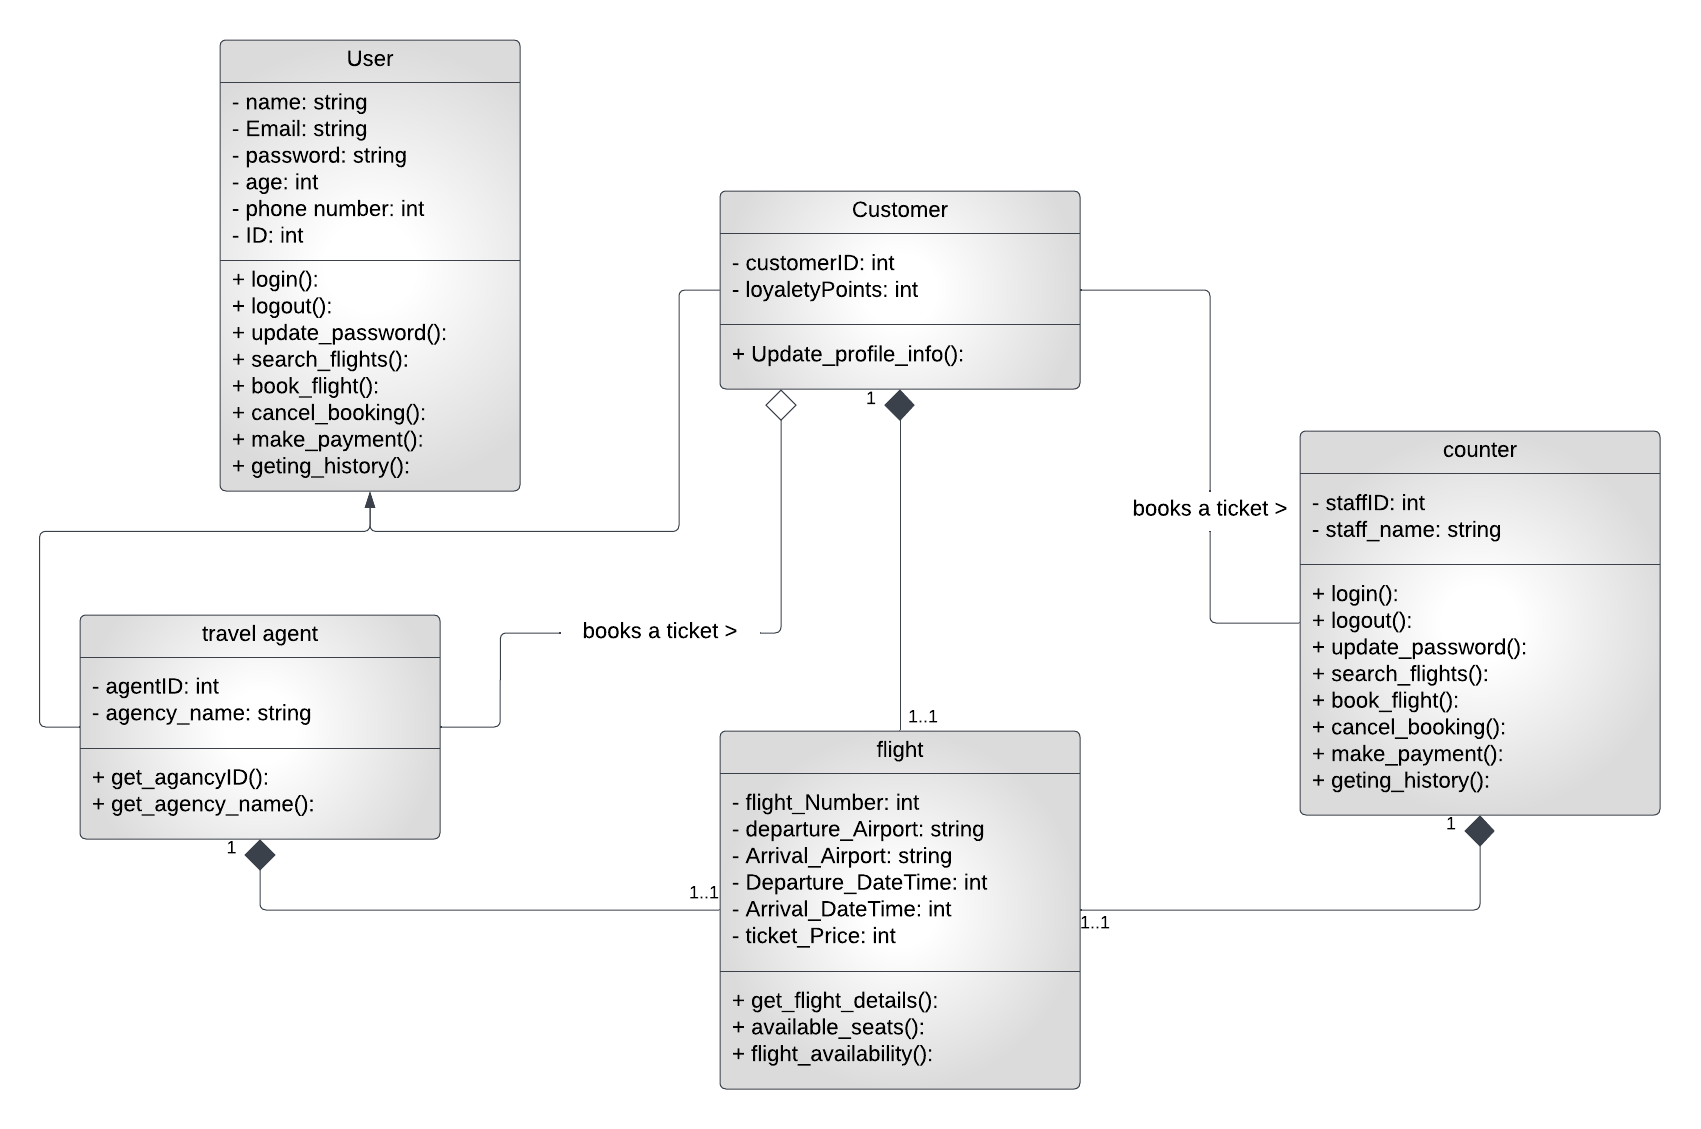 User
- name: string
- Email: string
- password: string
- age: int
- phone number: int
- ID: int
+ login():
+ logout():
+ update_password():
+ search_flights():
+ book_flight():
+ cancel_booking():
+ make_payment():
+ geting_history():
Customer
- customerID: int
- loyaletyPoints: int
+ Update_profile_info():
1
books a ticket >
counter
- staffID: int
- staff_name: string
+ login():
+ logout():
+ update_password():
+ search_flights():
+ book_flight():
+ cancel_booking():
+ make_payment():
+ geting_history():
1
travel agent
- agentID: int
- agency_name: string
+ get_agancyID():
+ get_agency_name():
1
books a ticket >
1..1
flight
- flight_Number: int
- departure_Airport: string
- Arrival_Airport: string
- Departure_DateTime: int
- Arrival_DateTime: int
- ticket_Price: int
+ get_flight_details():
+ available_seats():
+ flight_availability():
1..1
1..1